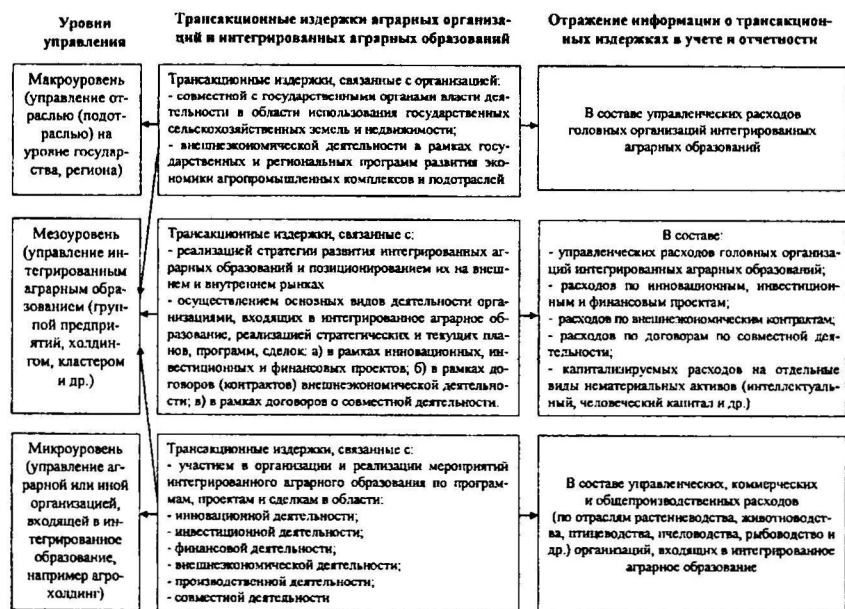 Уровни
управления
Трансакционные издержки аграрных организа-
ций и интегрированных аграрных образований
Отражение информации о трансакцион-
ных издержках в учете и отчетности
Макроуровень
(управление от-
раслью (подот-
раслью) на
уровне государ-
ства, региона)
Трансакционные издержки, связанные с организацией:
- совместной с государственными органами власти дея-
тельности в области использования государственных
сельскохозяйственных земель и недвижимости;
- внешнеэкономической деятельности в рамках госу-
дарственных и региональных программ развития эко-
номики агропромышленных комплексов и подотраслей
В составе управленческих расходов
головных организаций интегрированных
аграрных образований
Мезоуровень
(управление ин-
тегрированным
аграрным обра-
зованием (груп-
пой предприя-
тий, холдин-
гом, кластером
и др.)
Трансакционные издержки, связанные с:
- реализацией стратегии развития интегрированных аг-
рарных образований и позиционированием их на внеш-
нем и внутреннем рынках
- осуществлением основных видов деятельности орга-
низациями, входящих в интегрированное аграрное об-
разование, реализацией стратегических и текущих пла-
нов, программ, сделок: а) в рамках инновационных, ин-
вестиционных и финансовых проектов; б) в рамках до-
говоров (контрактов) внешнеэкономической деятельно-
сти; в) в рамках договоров о совместной деятельности.
В составе:
- управленческих расходов головных организа-
ций интегрированных аграрных образований;
- расходов по инновационным, инвестицион-
ным и финансовым проектам;
- расходов по внешнеэкономическим контрактам;
- расходов по договорам по совместной дея-
тельности;
- капитализируемых расходов на отдельные
виды нематериальных активов (интеллектуаль-
ный, человеческий капитал и др.)
Микроуровень
(управление аг-
рарной или иной
организацией,
входящей в ин-
тегрированное
образование,
например агро-
холдинг)
Трансакционные издержки, связанные с:
- участием в организации и реализации мероприятий
интегрированного аграрного образования по програм-
мам, проектам и сделкам в области:
- инновационной деятельности;
- инвестиционной деятельности;
- финансовой деятельности;
- внешнеэкономической деятельности;
- производственной деятельности;
- совместной деятельности
В составе управленческих, коммерческих
и общепроизводственных расходов
(по отраслям растениеводства, животноводст-
ва, птицеводства, пчеловодства, рыбоводство и
др.) организаций, входящих в интегрированное
аграрное образование